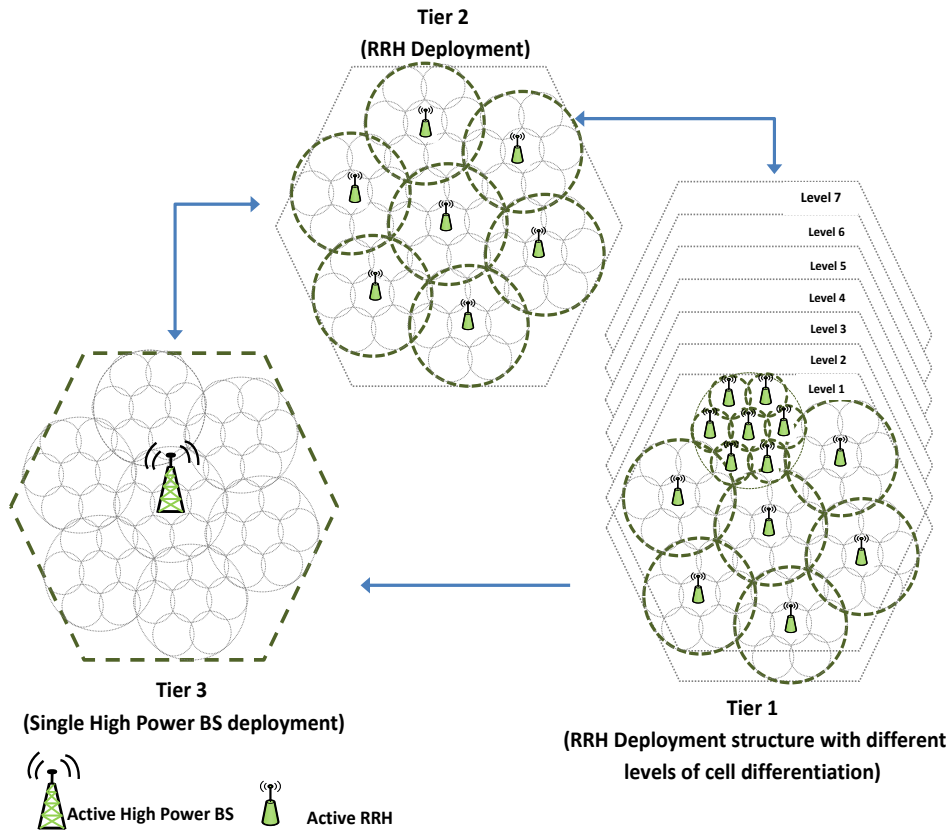 Tier 2
(RRH Deployment)
Level 7
Level 6
Level 5
Level 4
Level 3
Level 2
Level 1
Tier 3
(Single High Power BS deployment)
Tier 1
(RRH Deployment structure with different
levels of cell differentiation)
Active High Power BS
Active RRH